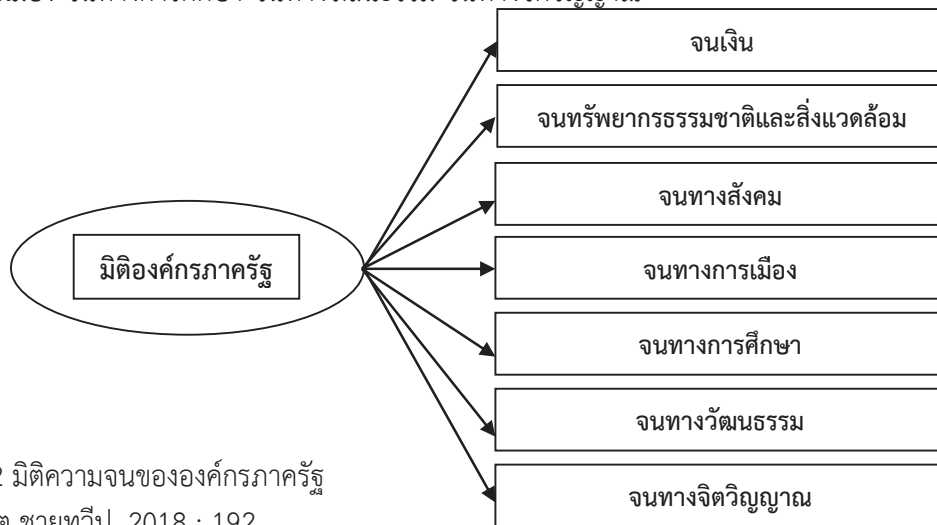 จนเงิน
จนทรัพยากรธรรมชาติและสิ่งแวดล้อม
จนทางสังคม
มิติองค์กรภาครัฐ
จนทางการเมือง
จนทางการศึกษา
จนทางวัฒนธรรม
จนทางจิตวิญญาณ
2 มิติความจนขององค์กรภาครัฐ
ชายทวีป, 2018 : 192